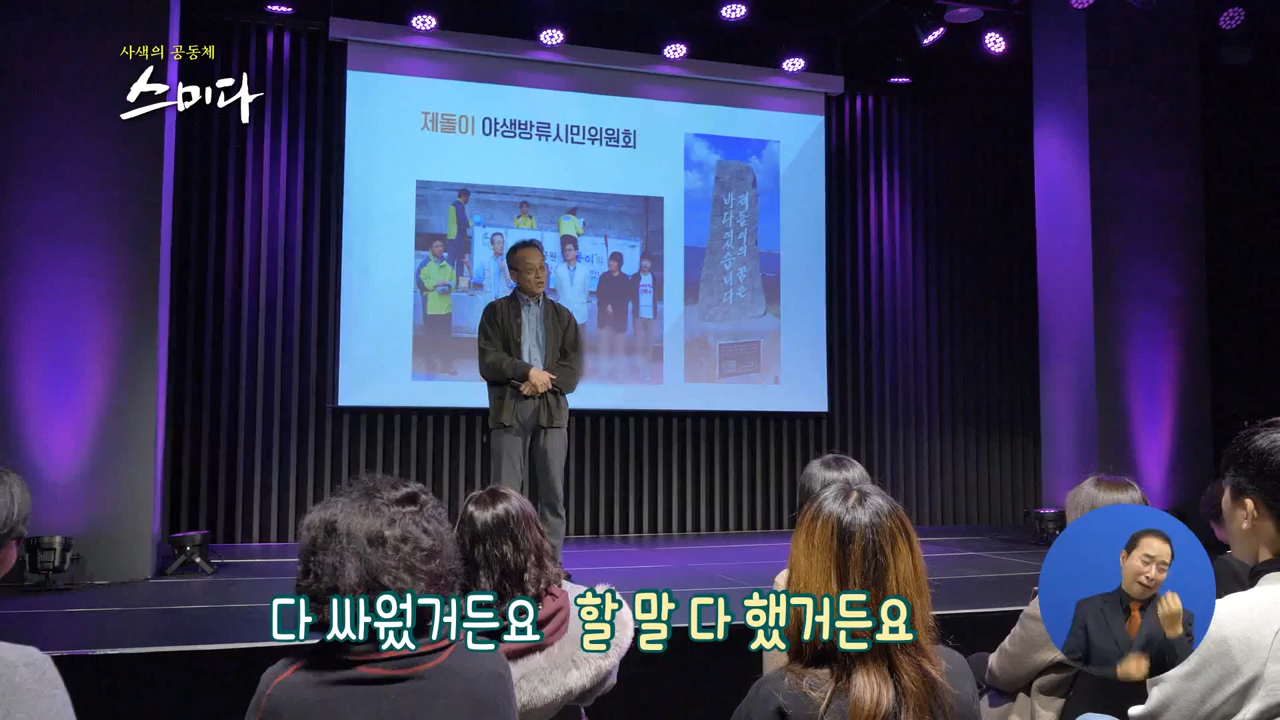 사색의 공동체
스미다
제돌이 야생방류시민위원회
제돌이의 꿈은
바다였습니다
다 싸웠거든요 할 말 다 했거든요